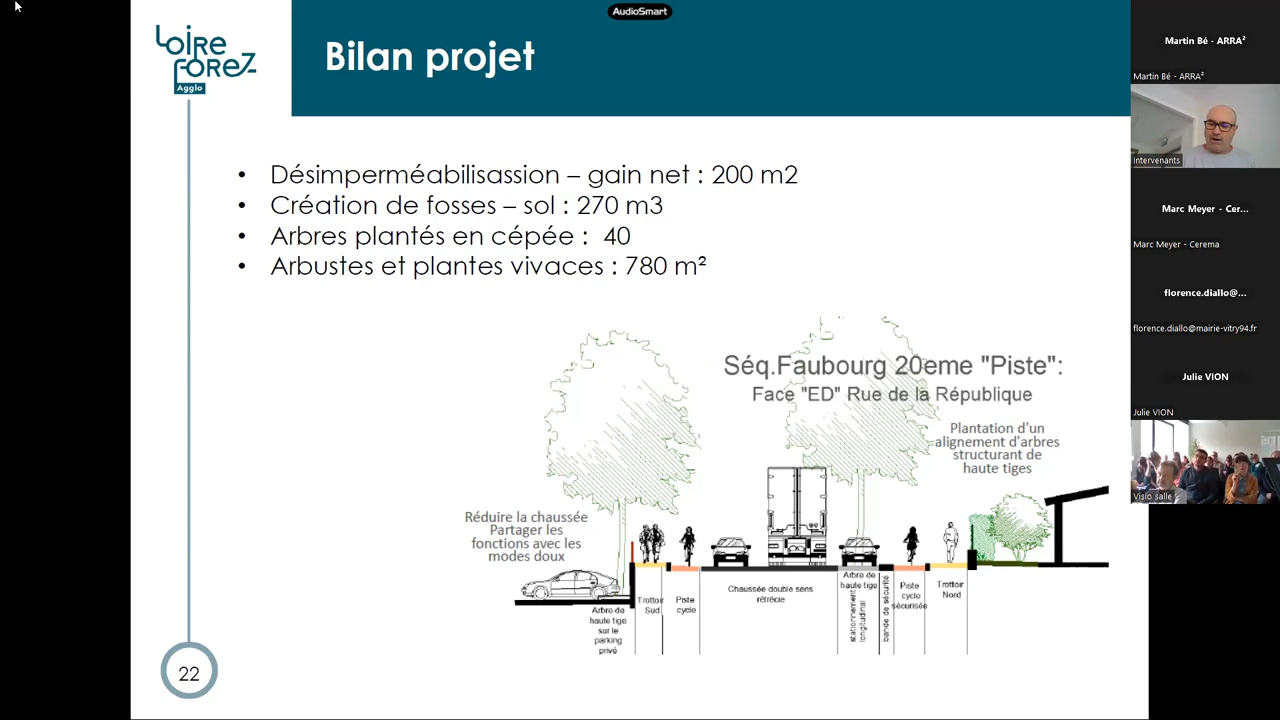 AudioSmart
Loire
Forez
Agglo
Bilan projet
• Désimperméabilisassion – gain net : 200 m2
• Création de fosses – sol : 270 m3
• Arbres plantés en cépée : 40
• Arbustes et plantes vivaces : 780 m²
Séq.Faubourg 20eme "Piste":
Face "ED" Rue de la République
Plantation d'un
alignement d'arbres
structurant de
haute tiges
Réduire la chaussée
Partager les
fonctions avec les
modes doux
Arbre de
haute tige
sur le
parking
privé
Trottoir
Sud
Piste
cycle
Chaussée double sens
rétrécie
Arbre de
haute tige
stationnement
longitudinal
bande de sécurité
Piste
cycle
sécurisée
Trottoir
Nord
22
Martin Bé - ARRA²
Martin Bé - ARRA²
Intervenants
Marc Meyer - Cer...
Marc Meyer - Cerema
florence.diallo@...
florence.diallo@mairie-vitry94.fr
Julie VION
Julie VION
Visio salle